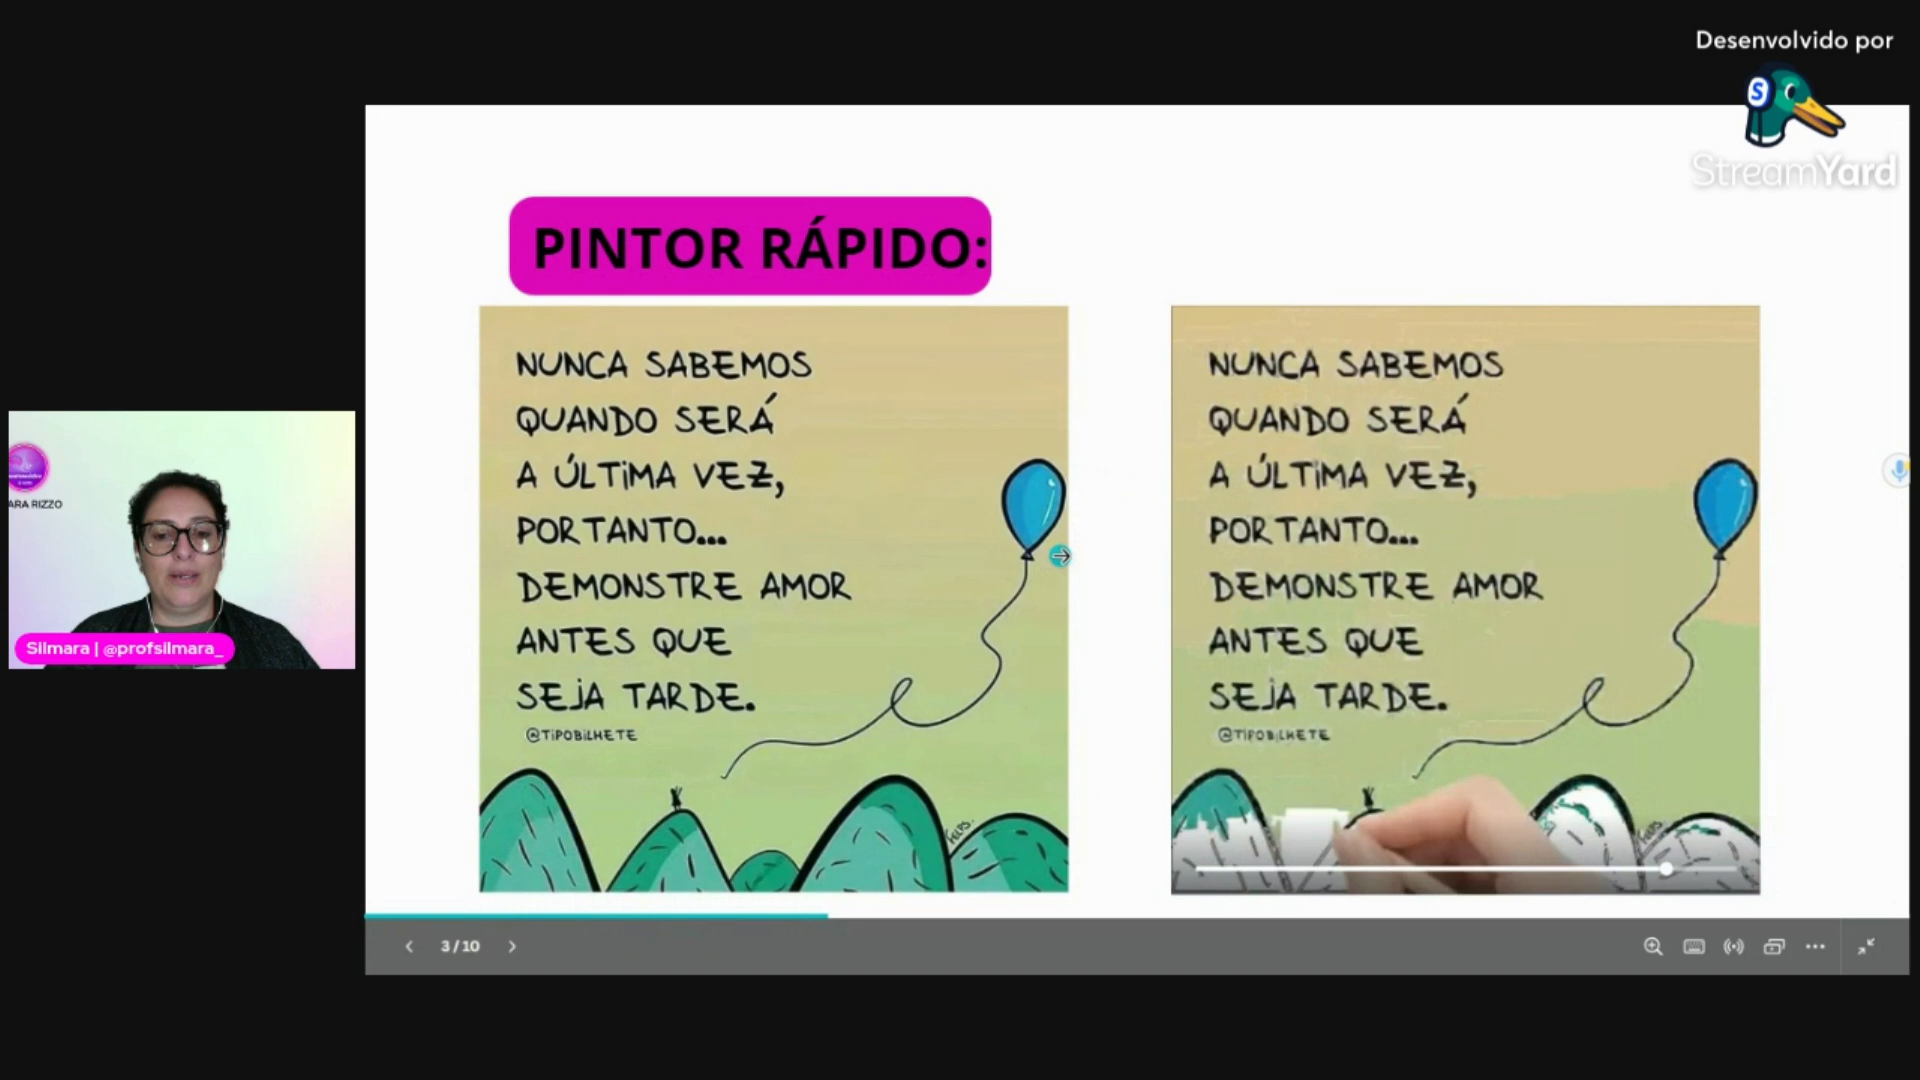 Desenvolvido por
S
StreamYard
PINTOR RÁPIDO:
NUNCA SABEMOS
QUANDO SERÁ
A ÚLTIMA VEZ,
PORTANTO...
DEMONSTRE AMOR
ANTES QUE
SEJA TARDE.
@TIPOBILHETE
FELPS.
NUNCA SABEMOS
QUANDO SERÁ
A ÚLTIMA VEZ,
PORTANTO...
DEMONSTRE AMOR
ANTES QUE
SEJA TARDE.
@TIPOBILHETE
FELPS.
ARA RIZZO
Silmara | @profsilmara_
3 / 10